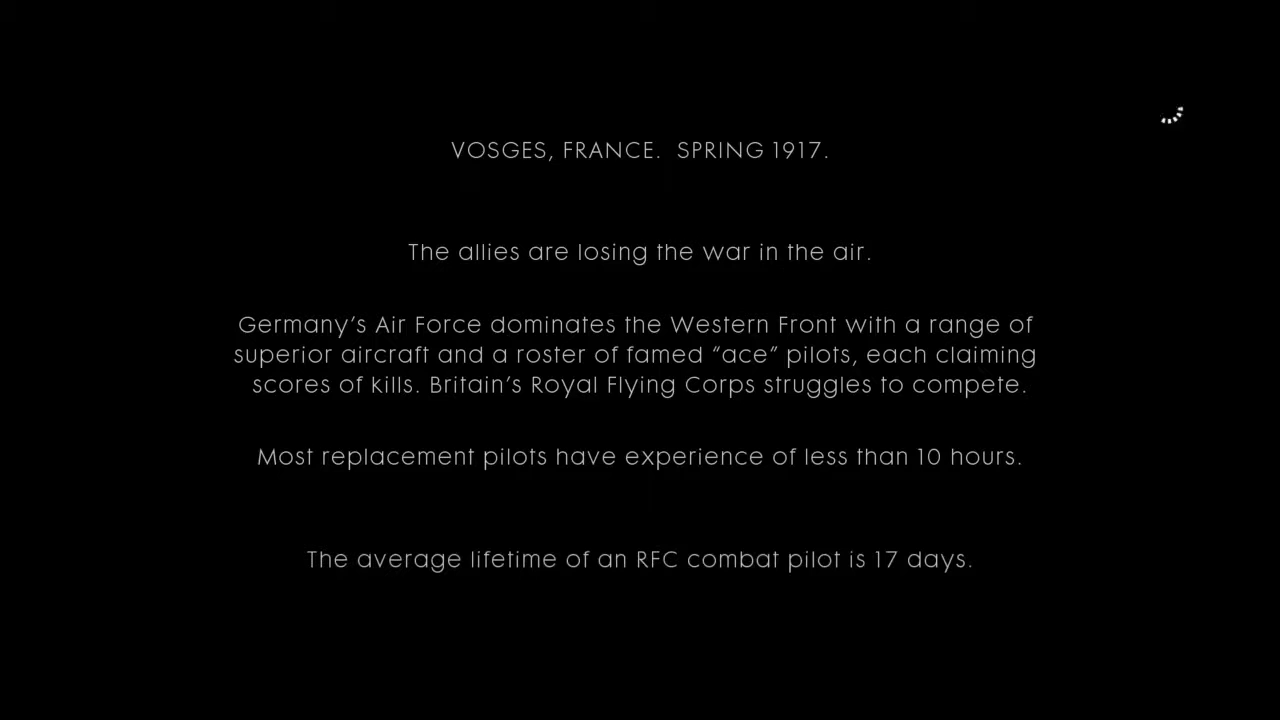 VOSGES, FRANCE. SPRING 1917.
The allies are losing the war in the air.
Germany’s Air Force dominates the Western Front with a range of
superior aircraft and a roster of famed “ace” pilots, each claiming
scores of kills. Britain’s Royal Flying Corps struggles to compete.
Most replacement pilots have experience of less than 10 hours.
The average lifetime of an RFC combat pilot is 17 days.